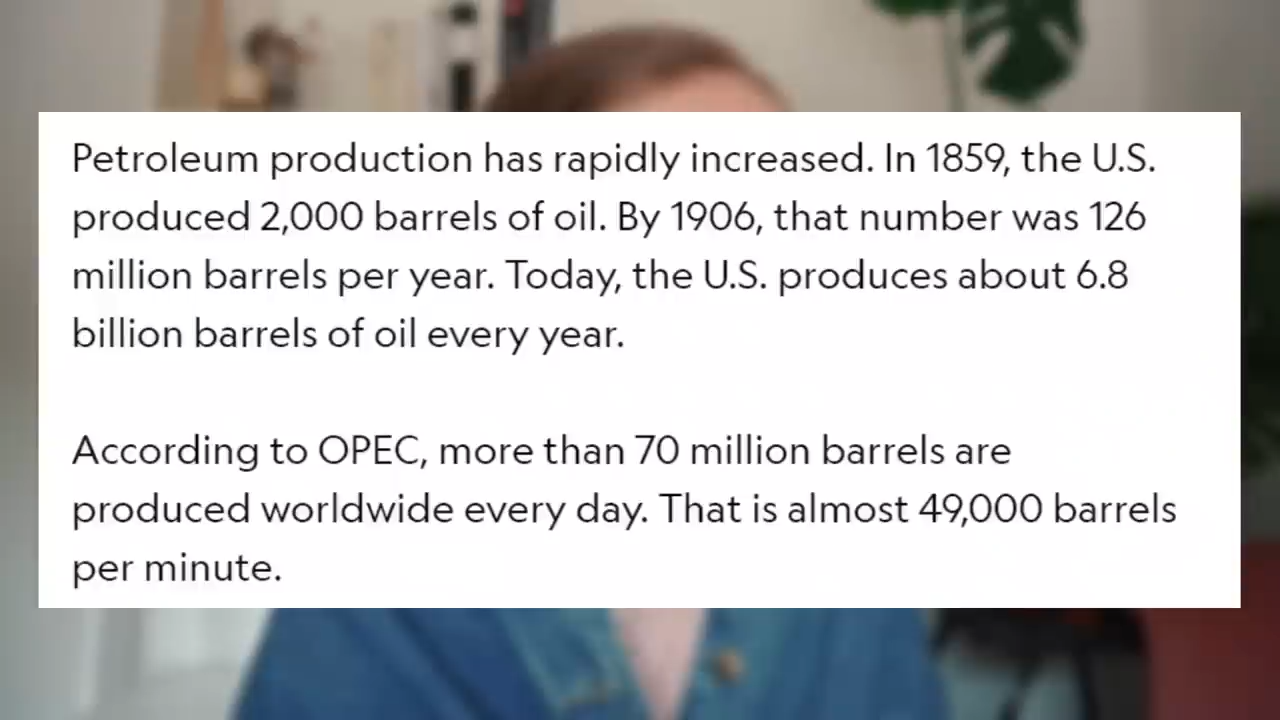 Petroleum production has rapidly increased. In 1859, the U.S.
produced 2,000 barrels of oil. By 1906, that number was 126
million barrels per year. Today, the U.S. produces about 6.8
billion barrels of oil every year.
According to OPEC, more than 70 million barrels are
produced worldwide every day. That is almost 49,000 barrels
per minute.